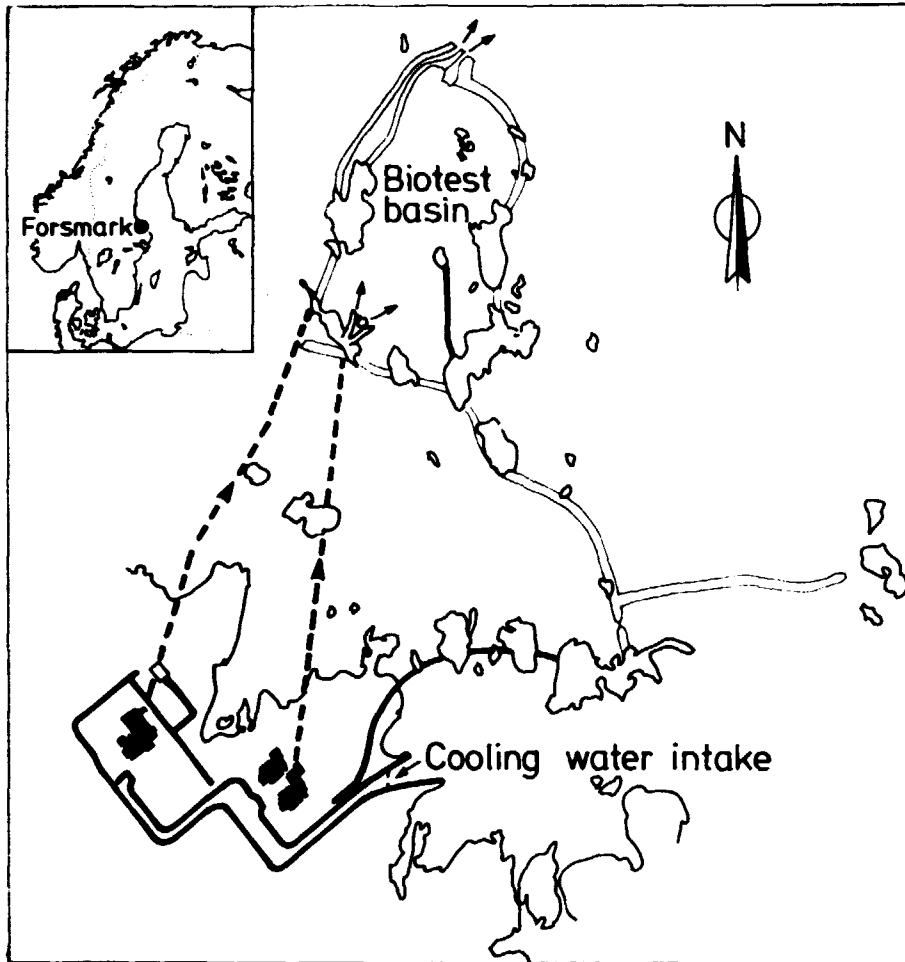 Forsmark
N
Biotest
basin
Cooling water intake